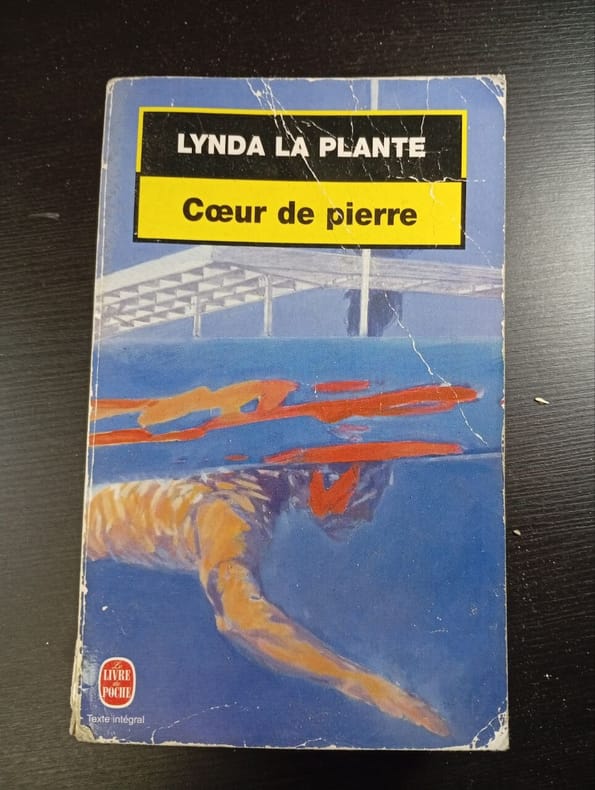 LYNDA LA PLANTE
Cœur de pierre
Le
LIVRE
de
POCHE
Texte intégral